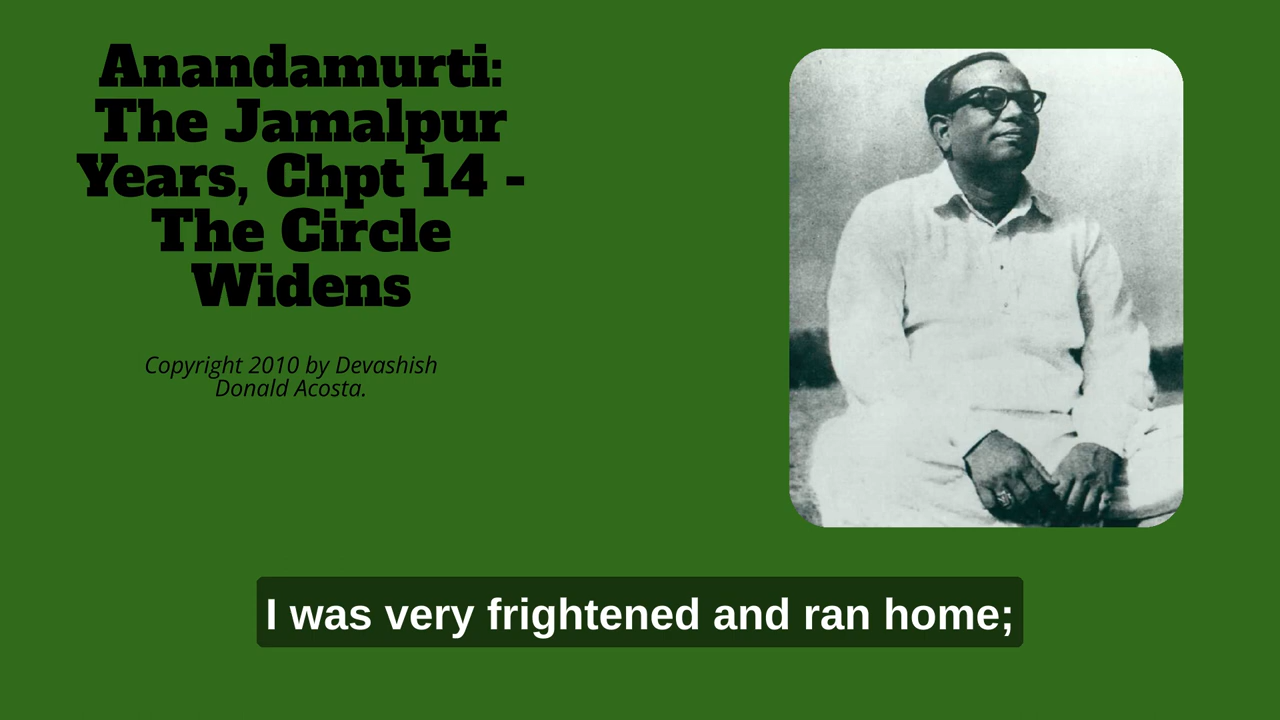 Anandamurti:
The Jamalpur
Years, Chpt 14 -
The Circle
Widens
Copyright 2010 by Devashish
Donald Acosta.
I was very frightened and ran home;